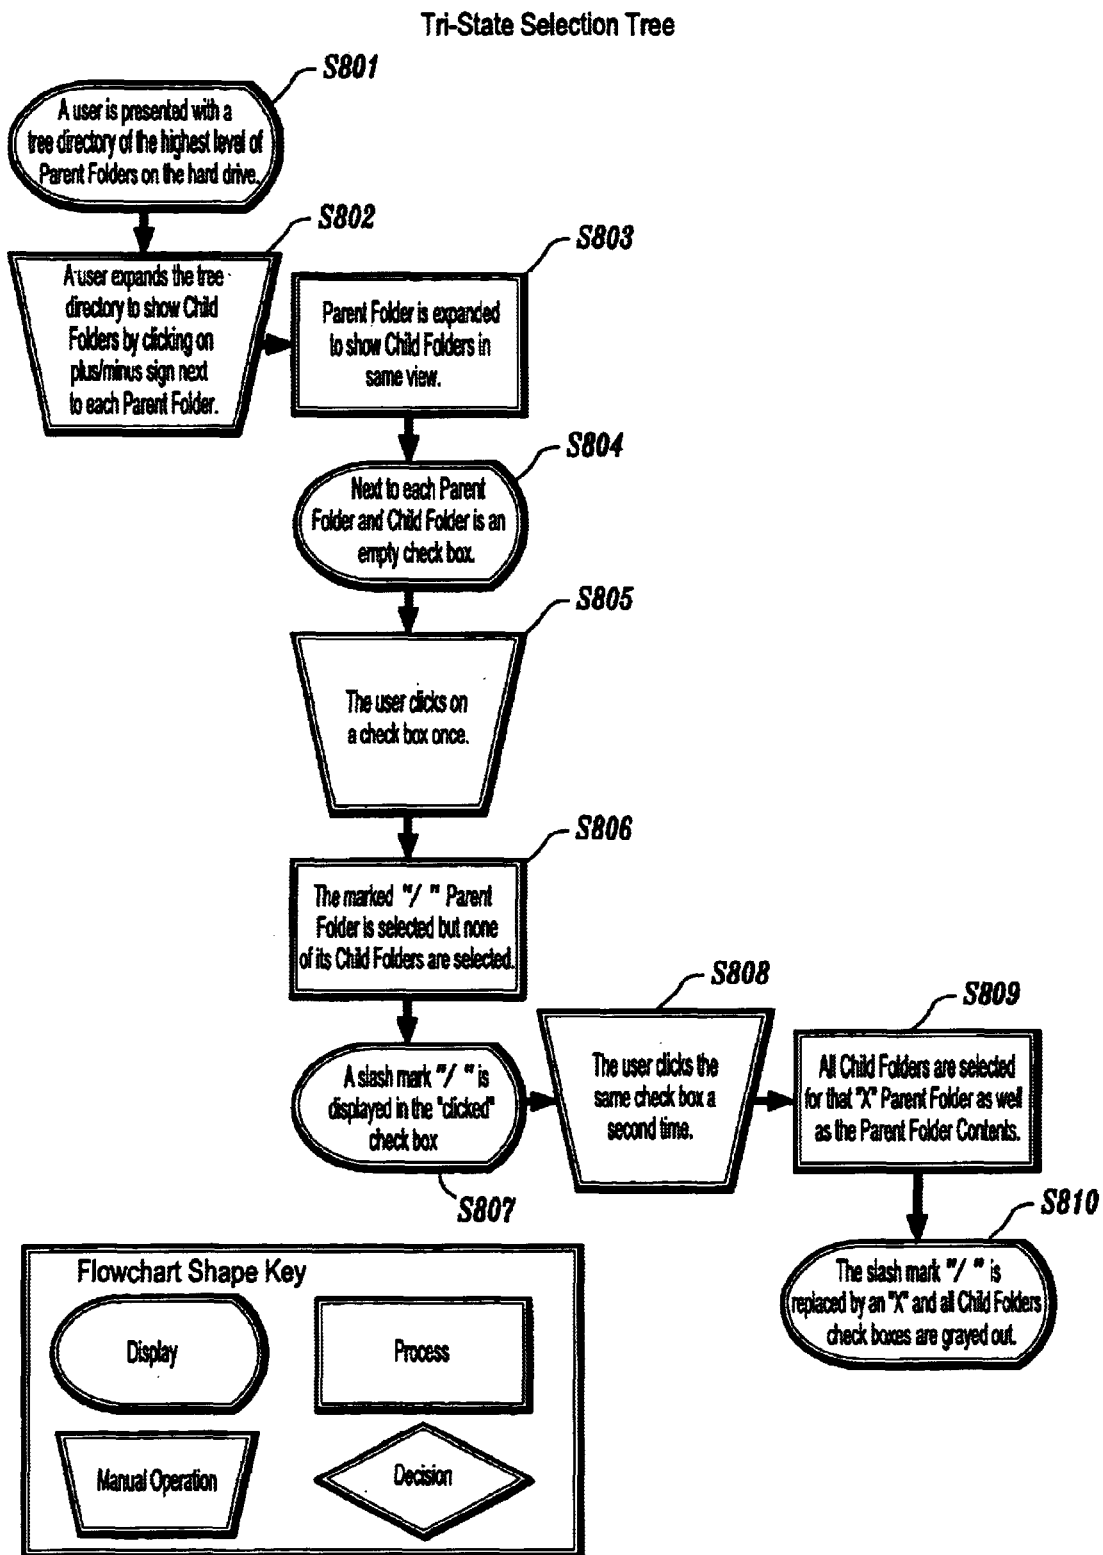 Tri-State Selection Tree
S801
A user is presented with a
tree directory of the highest level of
Parent Folders on the hard drive.
S802
A user expands the tree
directory to show Child
Folders by clicking on
plus/minus sign next
to each Parent Folder.
S803
Parent Folder is expanded
to show Child Folders in
same view.
S804
Next to each Parent
Folder and Child Folder is an
empty check box.
S805
The user clicks on
a check box once.
S806
The marked "/ " Parent
Folder is selected but none
of its Child Folders are selected.
A slash mark "/ " is
displayed in the "clicked"
check box
S807
S808
The user clicks the
same check box a
second time.
S809
All Child Folders are selected
for that "X" Parent Folder as well
as the Parent Folder Contents.
S810
The slash mark "/ " is
replaced by an "X" and all Child Folders
check boxes are grayed out.
Flowchart Shape Key
Display
Process
Manual Operation
Decision